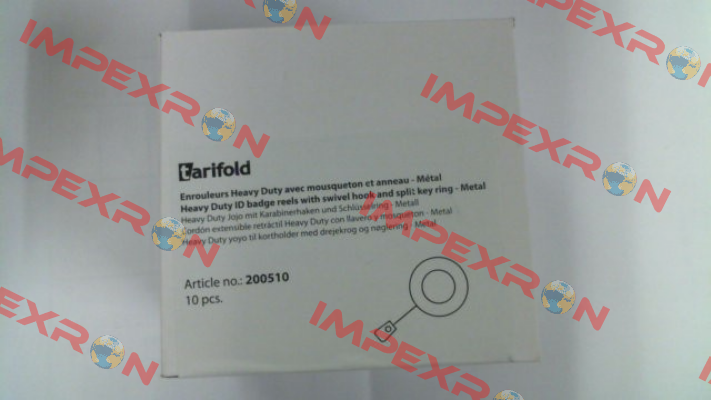 tarifold
Enrouleurs Heavy Duty avec mousqueton et anneau - Métal
Heavy Duty ID badge reels with swivel hook and split key ring - Metal
Heavy Duty Jojo mit Karabinerhaken und Schlüsselring - Metall
Cordón extensible retráctil Heavy Duty con llavero y mosqueton - Metal
Heavy Duty yoyo til kortholder med drejekrog og nøglering - Metal
Article no.: 200510
10 pcs.
IMPEXRON
IMPEXRON
IMPEXRON
IMPEXRON
IMPEXRON
IMPEXRON
IMPEXRON